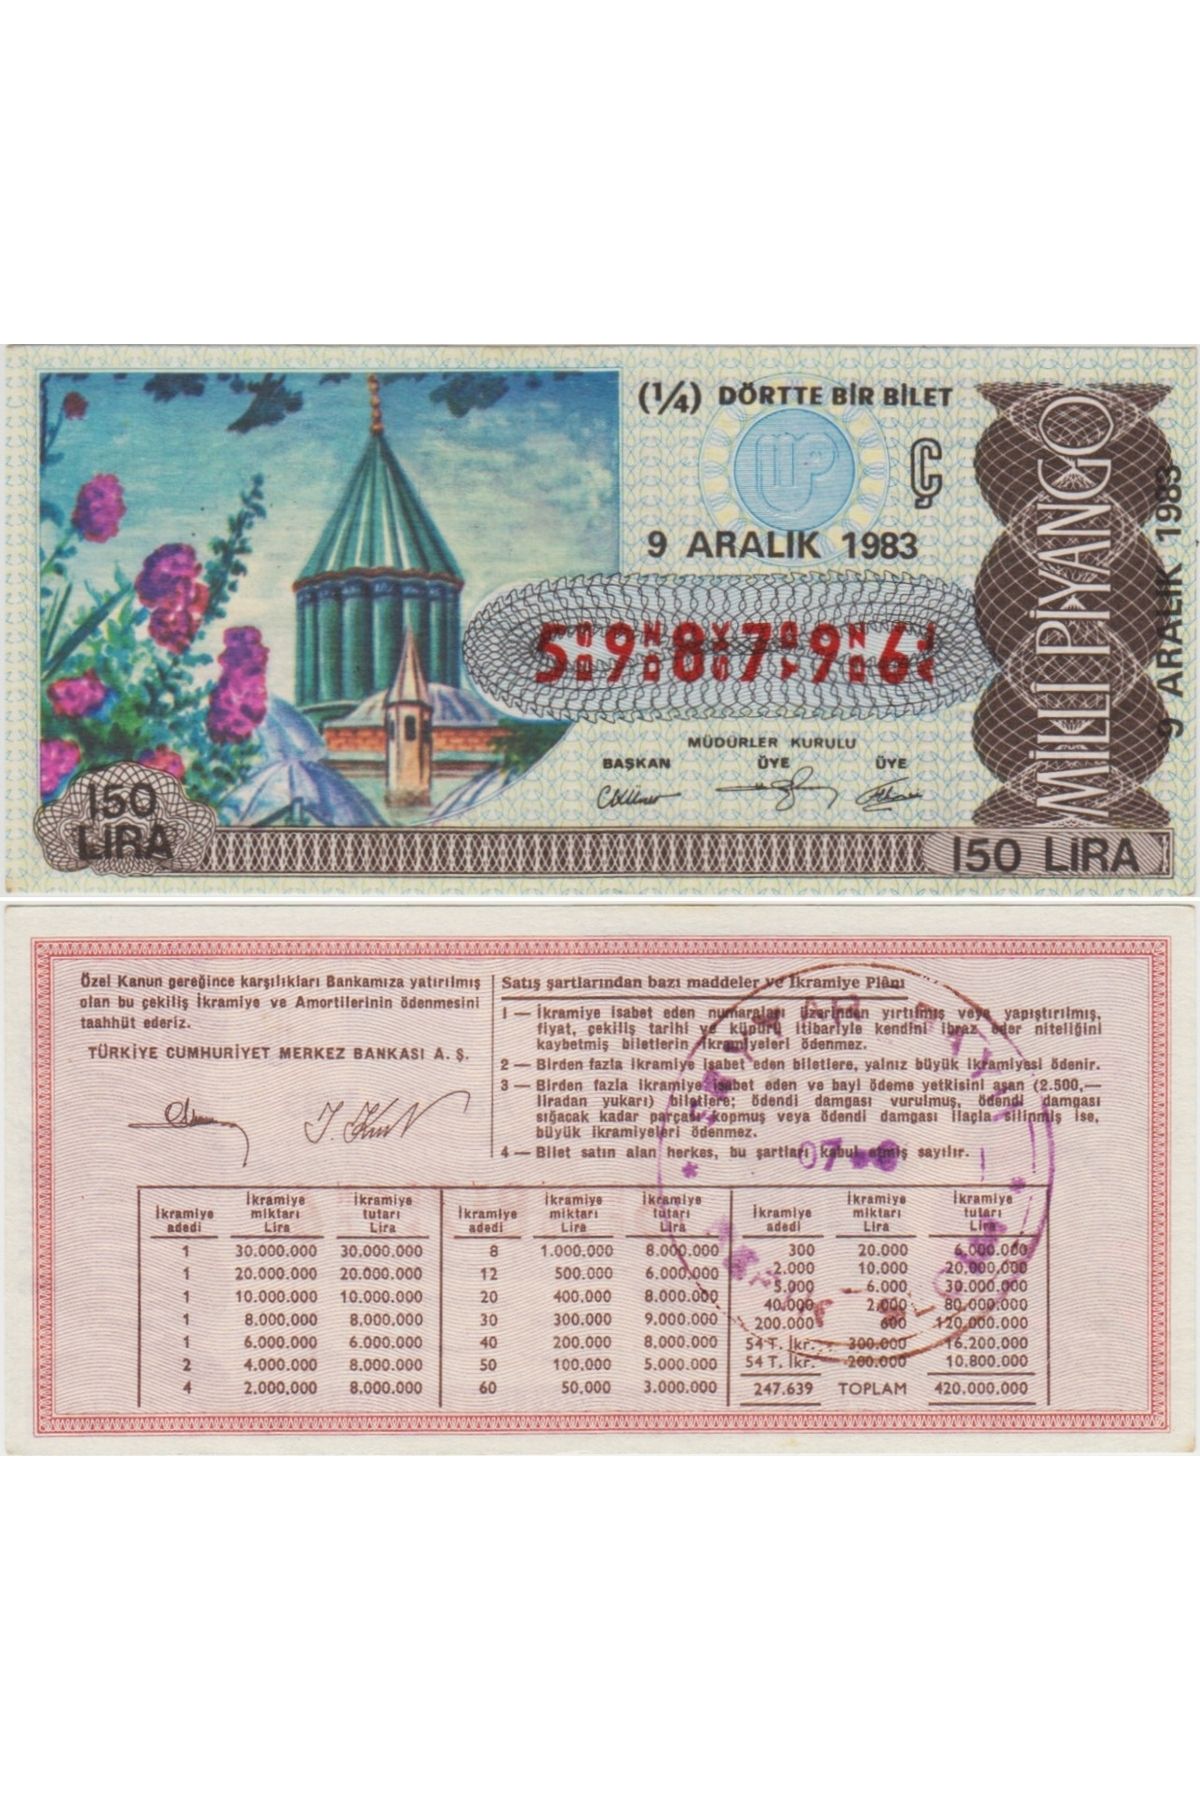 (1/4) DÖRTTE BİR BİLET
Ç
9 ARALIK 1983
598796
MÜDÜRLER KURULU
BAŞKAN ÜYE ÜYE
150
LİRA
150 LİRA
MİLLİ PİYANGO
9 ARALIK 1983
Özel Kanun gereğince karşılıkları Bankamıza yatırılmış
olan bu çekiliş İkramiye ve Amortilerinin ödenmesini
taahhüt ederiz.
TÜRKİYE CUMHURİYET MERKEZ BANKASI A. Ş.
Satış şartlarından bazı maddeler ve İkramiye Plânı
1 — İkramiye isabet eden numaraları üzerinden yırtılmış veya yapıştırılmış,
fiyat, çekiliş tarihi ve küpürü itibariyle kendini ibraz eder niteliğini
kaybetmiş biletlerin ikramiyeleri ödenmez.
2 — Birden fazla ikramiye isabet eden biletlere, yalnız büyük ikramiyesi ödenir.
3 — Birden fazla ikramiye isabet eden ve bayi ödeme yetkisini aşan (2.500,—
liradan yukarı) biletlere; ödendi damgası vurulmuş, ödendi damgası
sığacak kadar parçası kopmuş veya ödendi damgası ilaçla silinmiş ise,
büyük ikramiyeleri ödenmez.
4 — Bilet satın alan herkes, bu şartları kabul etmiş sayılır.
İkramiye adedi İkramiye miktarı Lira İkramiye tutarı Lira İkramiye adedi İkramiye miktarı Lira İkramiye tutarı Lira İkramiye adedi İkramiye miktarı Lira İkramiye tutarı Lira
1 30.000.000 30.000.000 8 1.000.000 8.000.000 300 20.000 6.000.000
1 20.000.000 20.000.000 12 500.000 6.000.000 2.000 10.000 20.000.000
1 10.000.000 10.000.000 20 400.000 8.000.000 5.000 6.000 30.000.000
1 8.000.000 8.000.000 30 300.000 9.000.000 40.000 2.000 80.000.000
1 6.000.000 6.000.000 40 200.000 8.000.000 200.000 600 120.000.000
2 4.000.000 8.000.000 50 100.000 5.000.000 54 T. İkr. 300.000 16.200.000
4 2.000.000 8.000.000 60 50.000 3.000.000 54 T. İkr. 200.000 10.800.000
247.639 TOPLAM 420.000.000